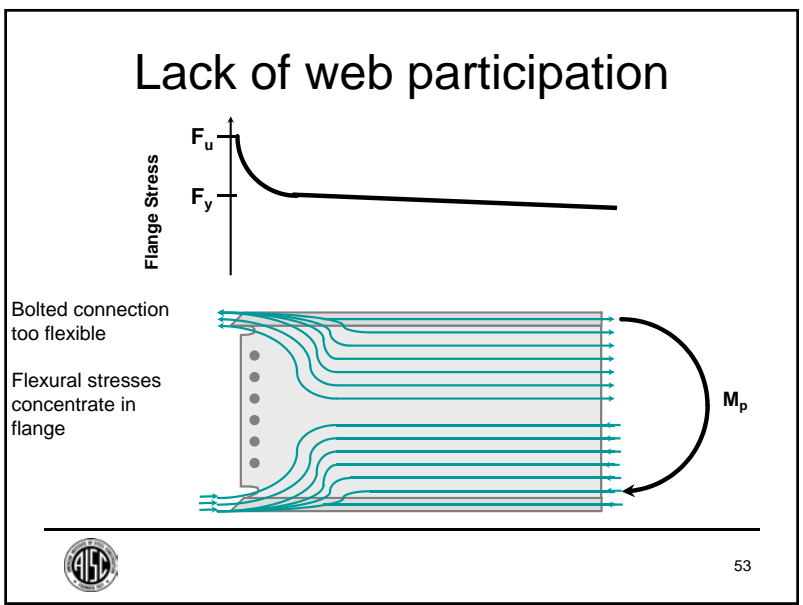 Lack of web participation
Fu
Fy
Flange Stress
Bolted connection
too flexible
Flexural stresses
concentrate in
flange
Mp
AISC
53